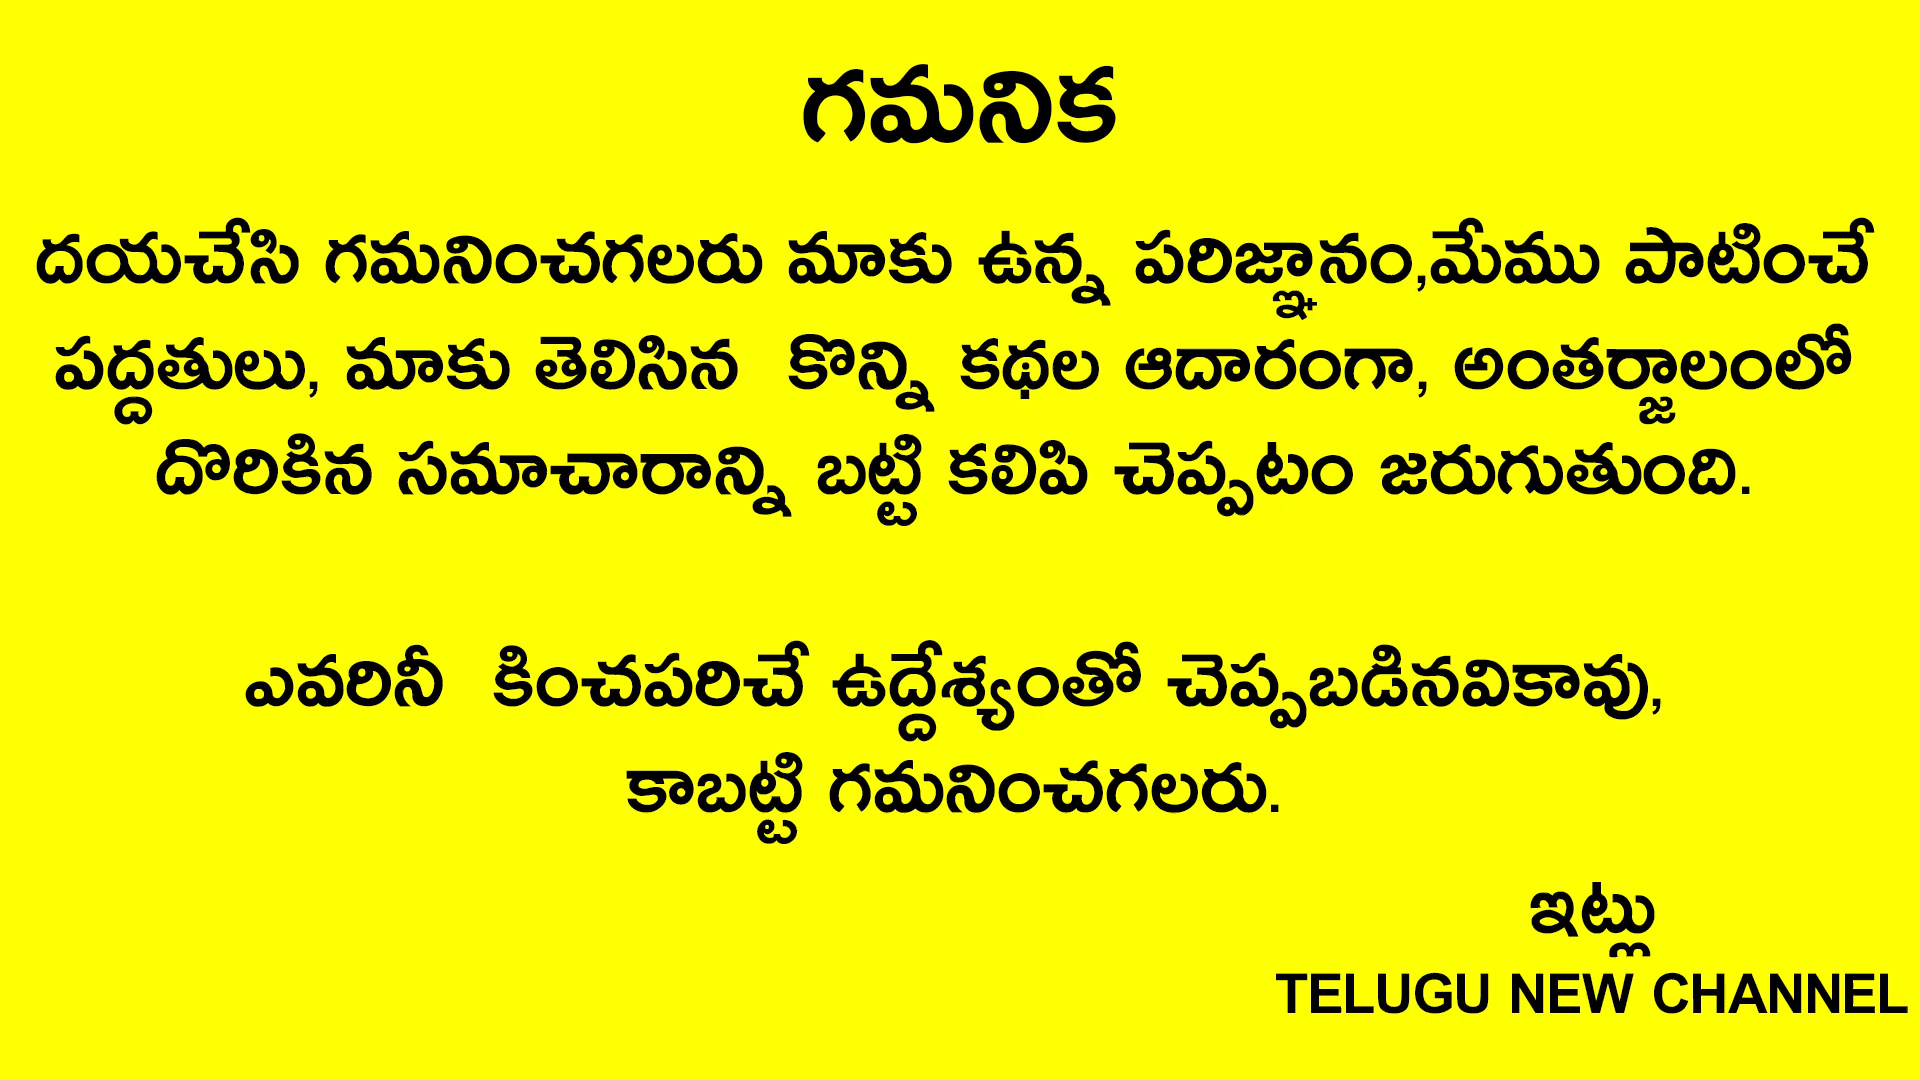 గమనిక
దయచేసి గమనించగలరు మాకు ఉన్న పరిజ్ఞానం,మేము పాటించే
పద్దతులు, మాకు తెలిసిన కొన్ని కథల ఆదారంగా, అంతర్జాలంలో
దొరికిన సమాచారాన్ని బట్టి కలిపి చెప్పటం జరుగుతుంది.
ఎవరినీ కించపరిచే ఉద్దేశ్యంతో చెప్పబడినవికావు,
కాబట్టి గమనించగలరు.
ఇట్లు
TELUGU NEW CHANNEL